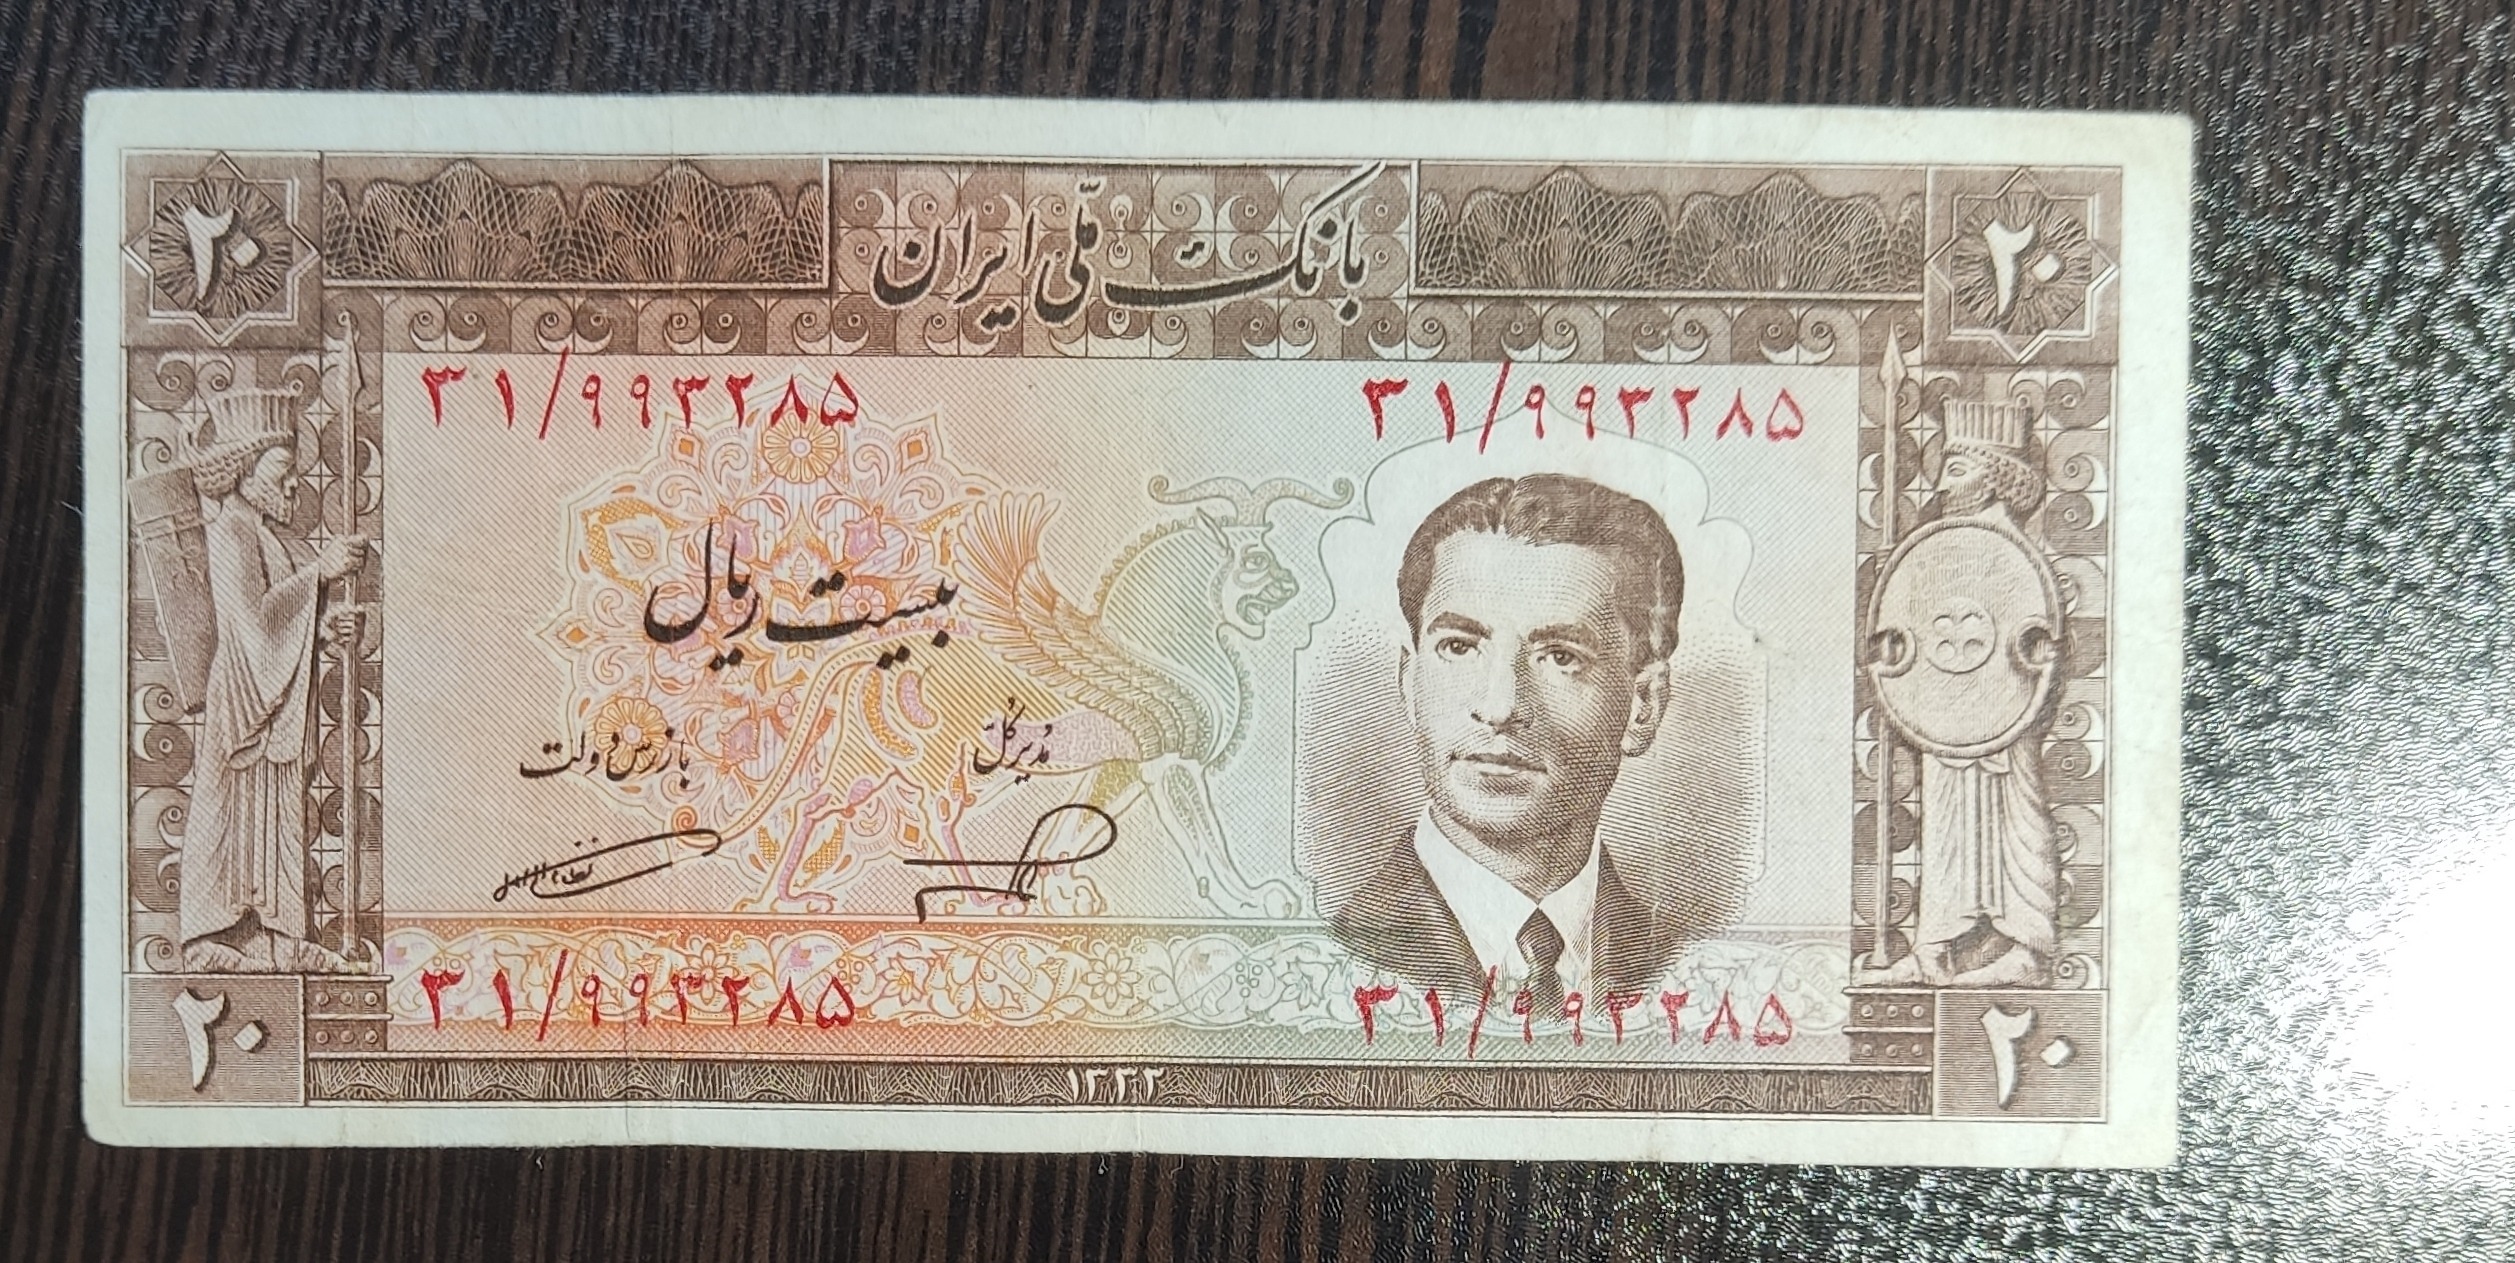 ۲۰ بانک ملّی ایران ۲۰
۳۱/۹۹۳۲۸۵ ۳۱/۹۹۳۲۸۵
بیست ریال
مدیر کلّ بازرس دولت
۳۱/۹۹۳۲۸۵ ۳۱/۹۹۳۲۸۵
۲۰ ۱۳۳۲ ۲۰